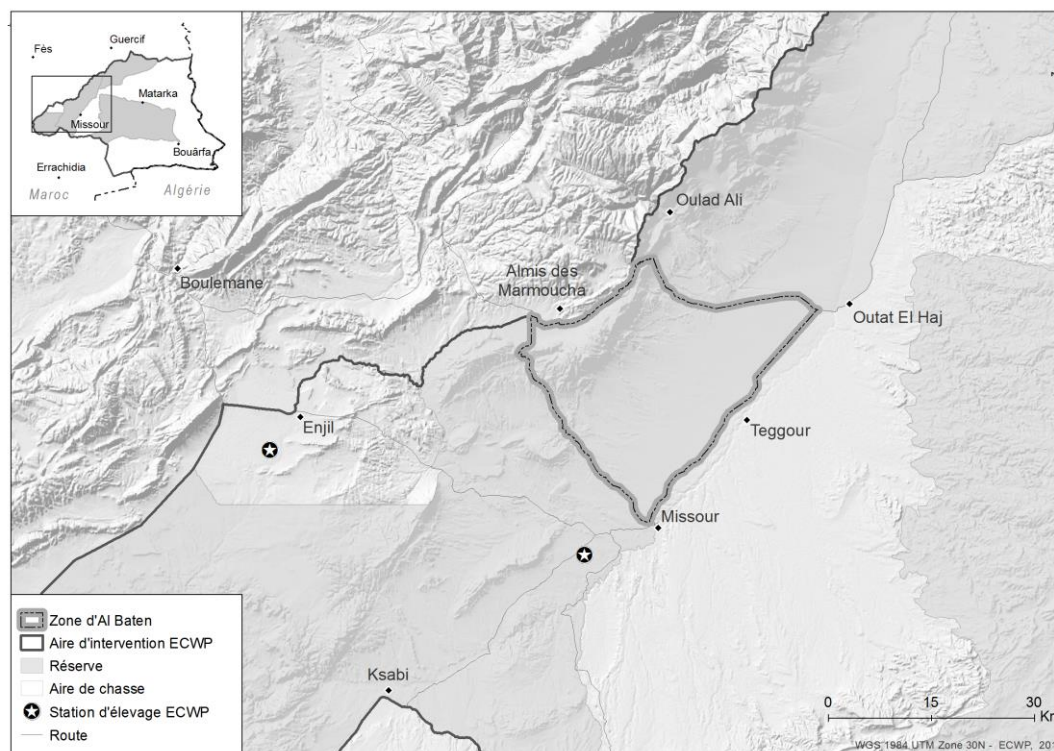 Guercif
Fès
Matarka
Missour
Bouârfa
Errachidia
Maroc
Algérie
Oulad Ali
Boulemane
Almis des
Marmoucha
Outat El Haj
Enjil
Teggour
Missour
Ksabi
Zone d'Al Baten
Aire d'intervention ECWP
Réserve
Aire de chasse
Station d'élevage ECWP
Route
0 15 30
WGS 1984 UTM Zone 30N - ECWP,